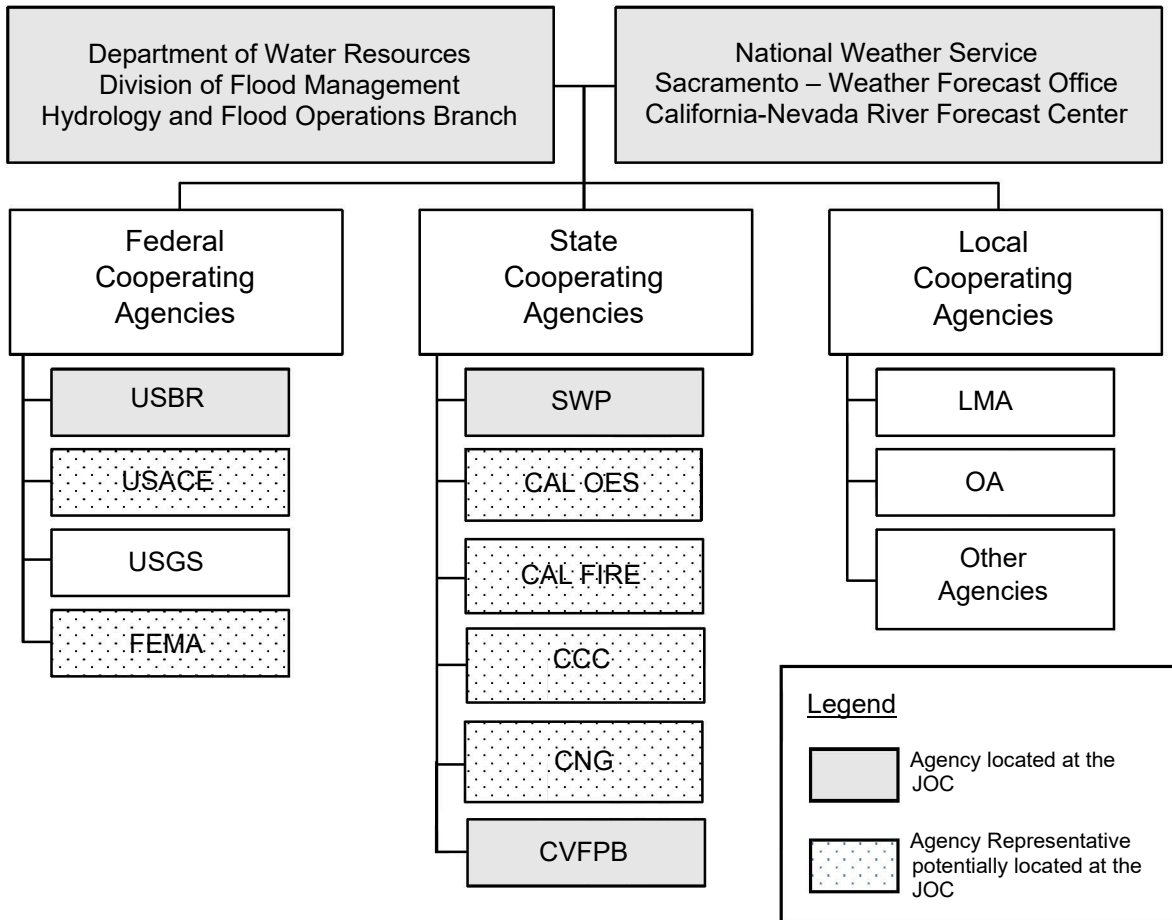 Department of Water Resources
Division of Flood Management
Hydrology and Flood Operations Branch
National Weather Service
Sacramento – Weather Forecast Office
California-Nevada River Forecast Center
Federal
Cooperating
Agencies
USBR
USACE
USGS
FEMA
State
Cooperating
Agencies
SWP
CAL OES
CAL FIRE
CCC
CNG
CVFPB
Local
Cooperating
Agencies
LMA
OA
Other
Agencies
Legend
Agency located at the
JOC
Agency Representative
potentially located at the
JOC